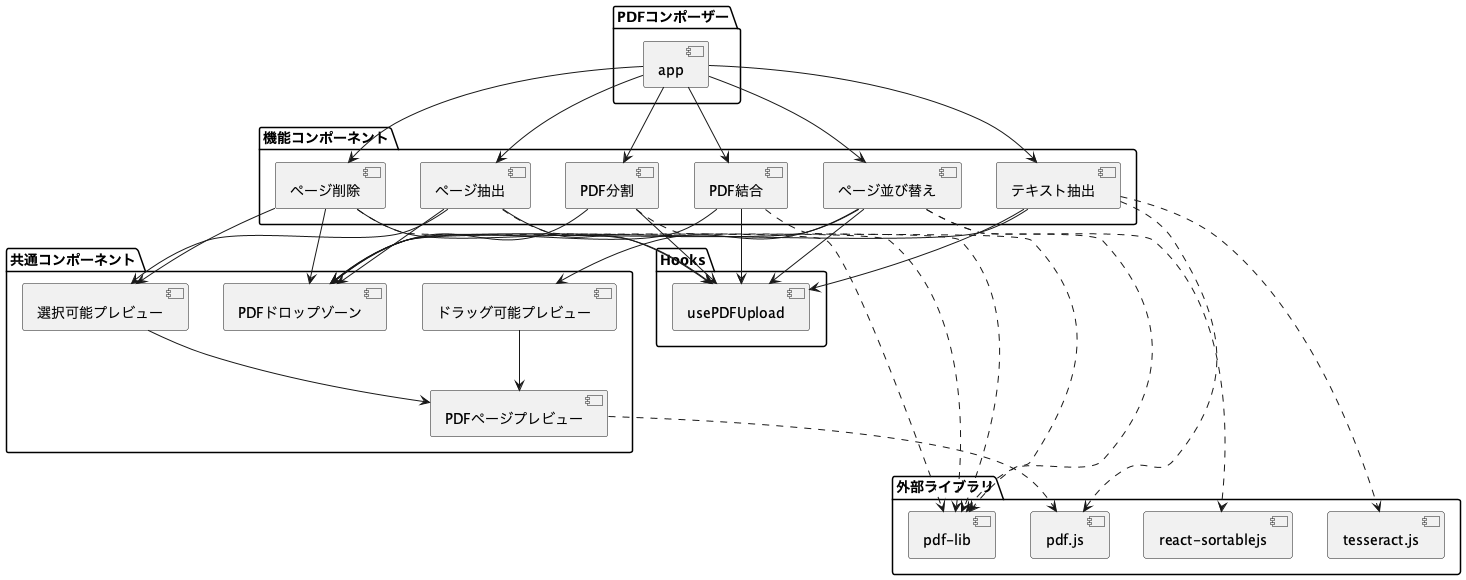 PDFコンポーザー
app
機能コンポーネント
ページ削除
ページ抽出
PDF分割
PDF結合
ページ並び替え
テキスト抽出
共通コンポーネント
Hooks
選択可能プレビュー
PDFドロップゾーン
ドラッグ可能プレビュー
usePDFUpload
PDFページプレビュー
外部ライブラリ
pdf-lib
pdf.js
react-sortablejs
tesseract.js